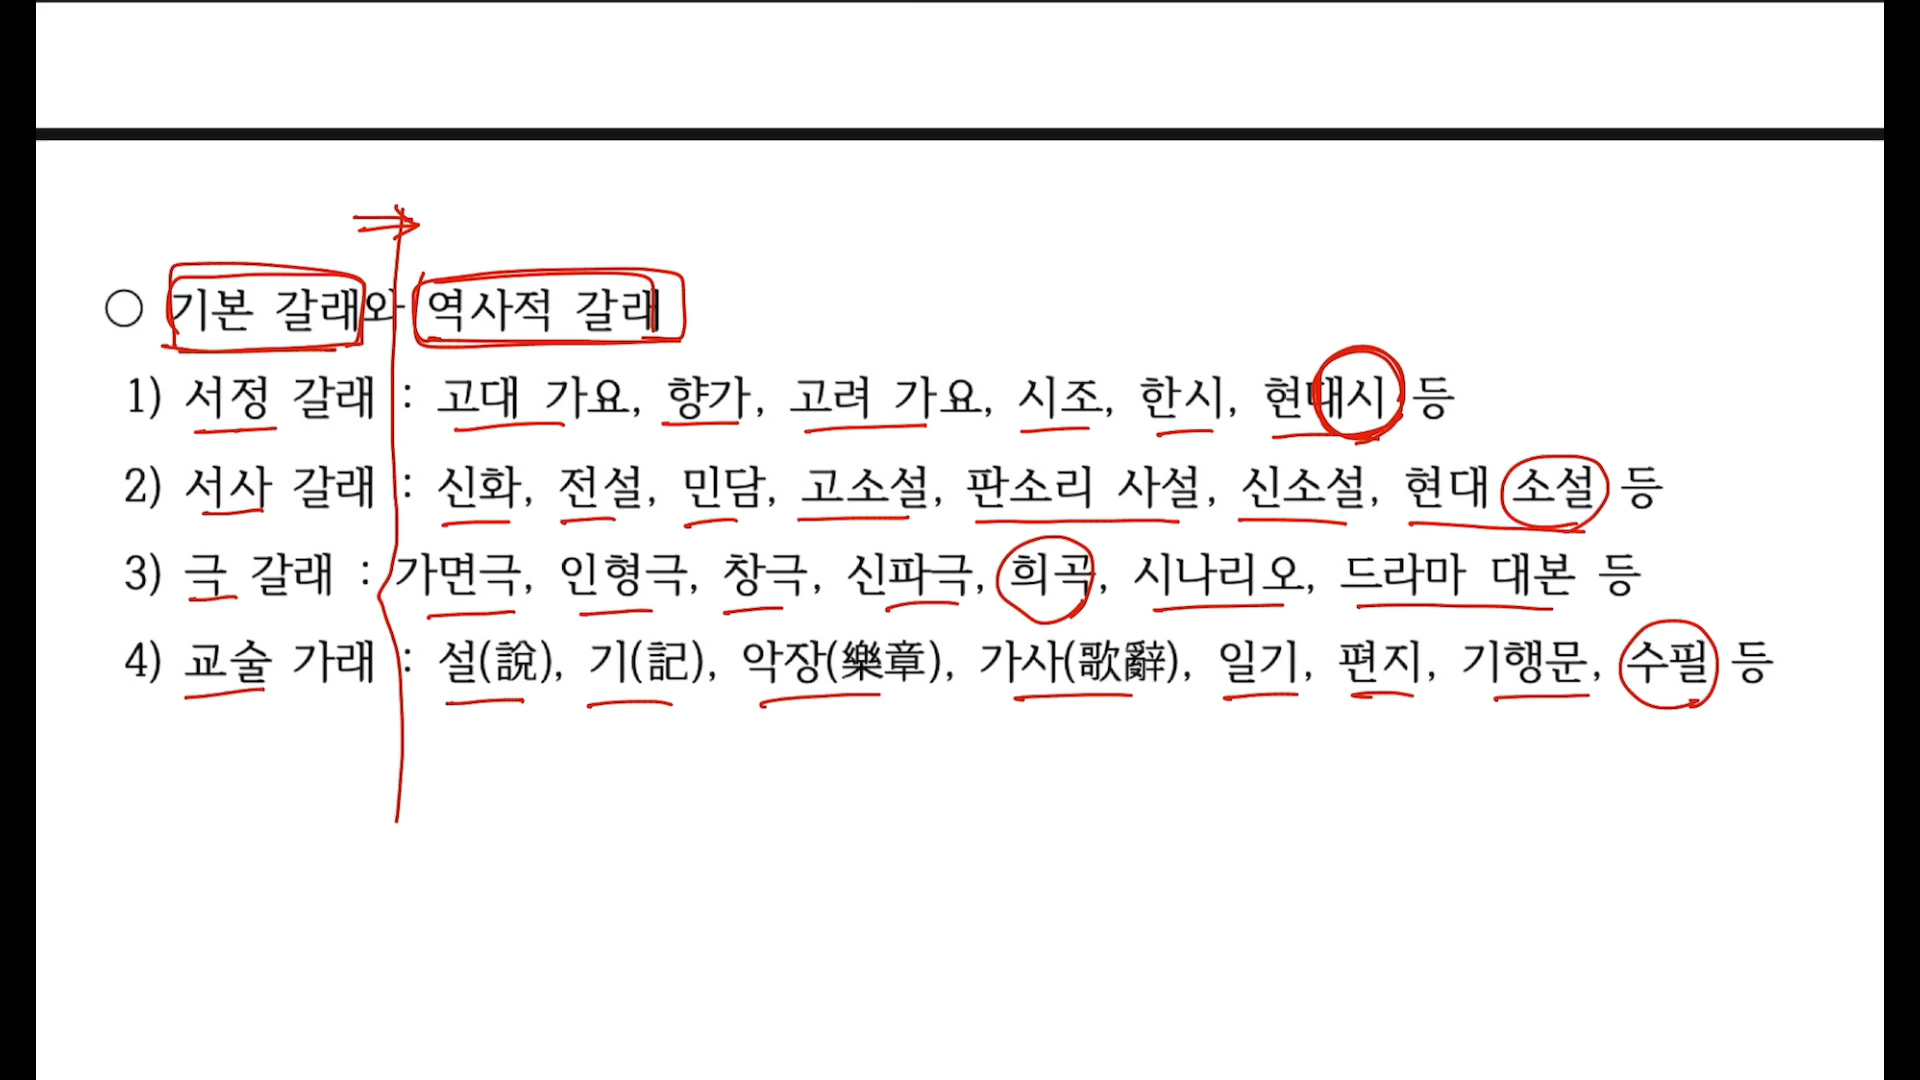 ○ 기본 갈래와 역사적 갈래
1) 서정 갈래 : 고대 가요, 향가, 고려 가요, 시조, 한시, 현대시 등
2) 서사 갈래 : 신화, 전설, 민담, 고소설, 판소리 사설, 신소설, 현대 소설 등
3) 극 갈래 : 가면극, 인형극, 창극, 신파극, 희곡, 시나리오, 드라마 대본 등
4) 교술 가래 : 설(說), 기(記), 악장(樂章), 가사(歌辭), 일기, 편지, 기행문, 수필 등